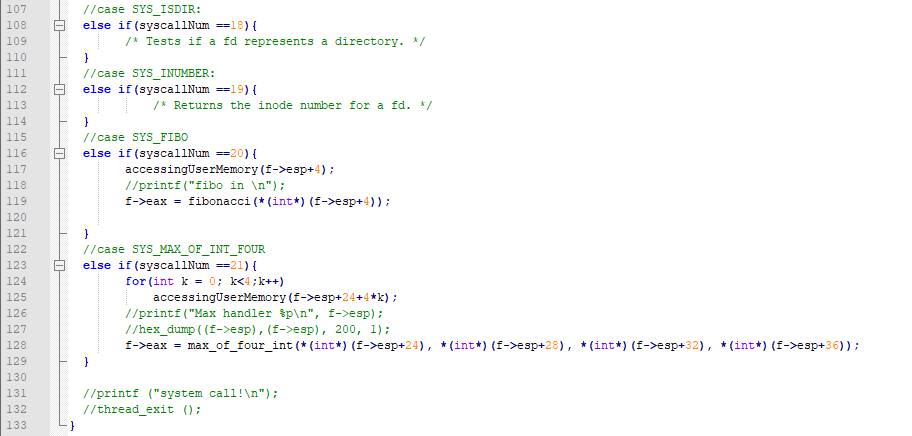 107 //case SYS_ISDIR:
108 else if(syscallNum ==18){
109 /* Tests if a fd represents a directory. */
110 }
111 //case SYS_INUMBER:
112 else if(syscallNum ==19){
113 /* Returns the inode number for a fd. */
114 }
115 //case SYS_FIBO
116 else if(syscallNum ==20){
117 accessingUserMemory(f->esp+4);
118 //printf("fibo in \n");
119 f->eax = fibonacci(*(int*)(f->esp+4));
120
121 }
122 //case SYS_MAX_OF_INT_FOUR
123 else if(syscallNum ==21){
124 for(int k = 0; k<4;k++)
125 accessingUserMemory(f->esp+24+4*k);
126 //printf("Max handler %p\n", f->esp);
127 //hex_dump((f->esp),(f->esp), 200, 1);
128 f->eax = max_of_four_int(*(int*)(f->esp+24), *(int*)(f->esp+28), *(int*)(f->esp+32), *(int*)(f->esp+36));
129 }
130
131 //printf ("system call!\n");
132 //thread_exit ();
133 }